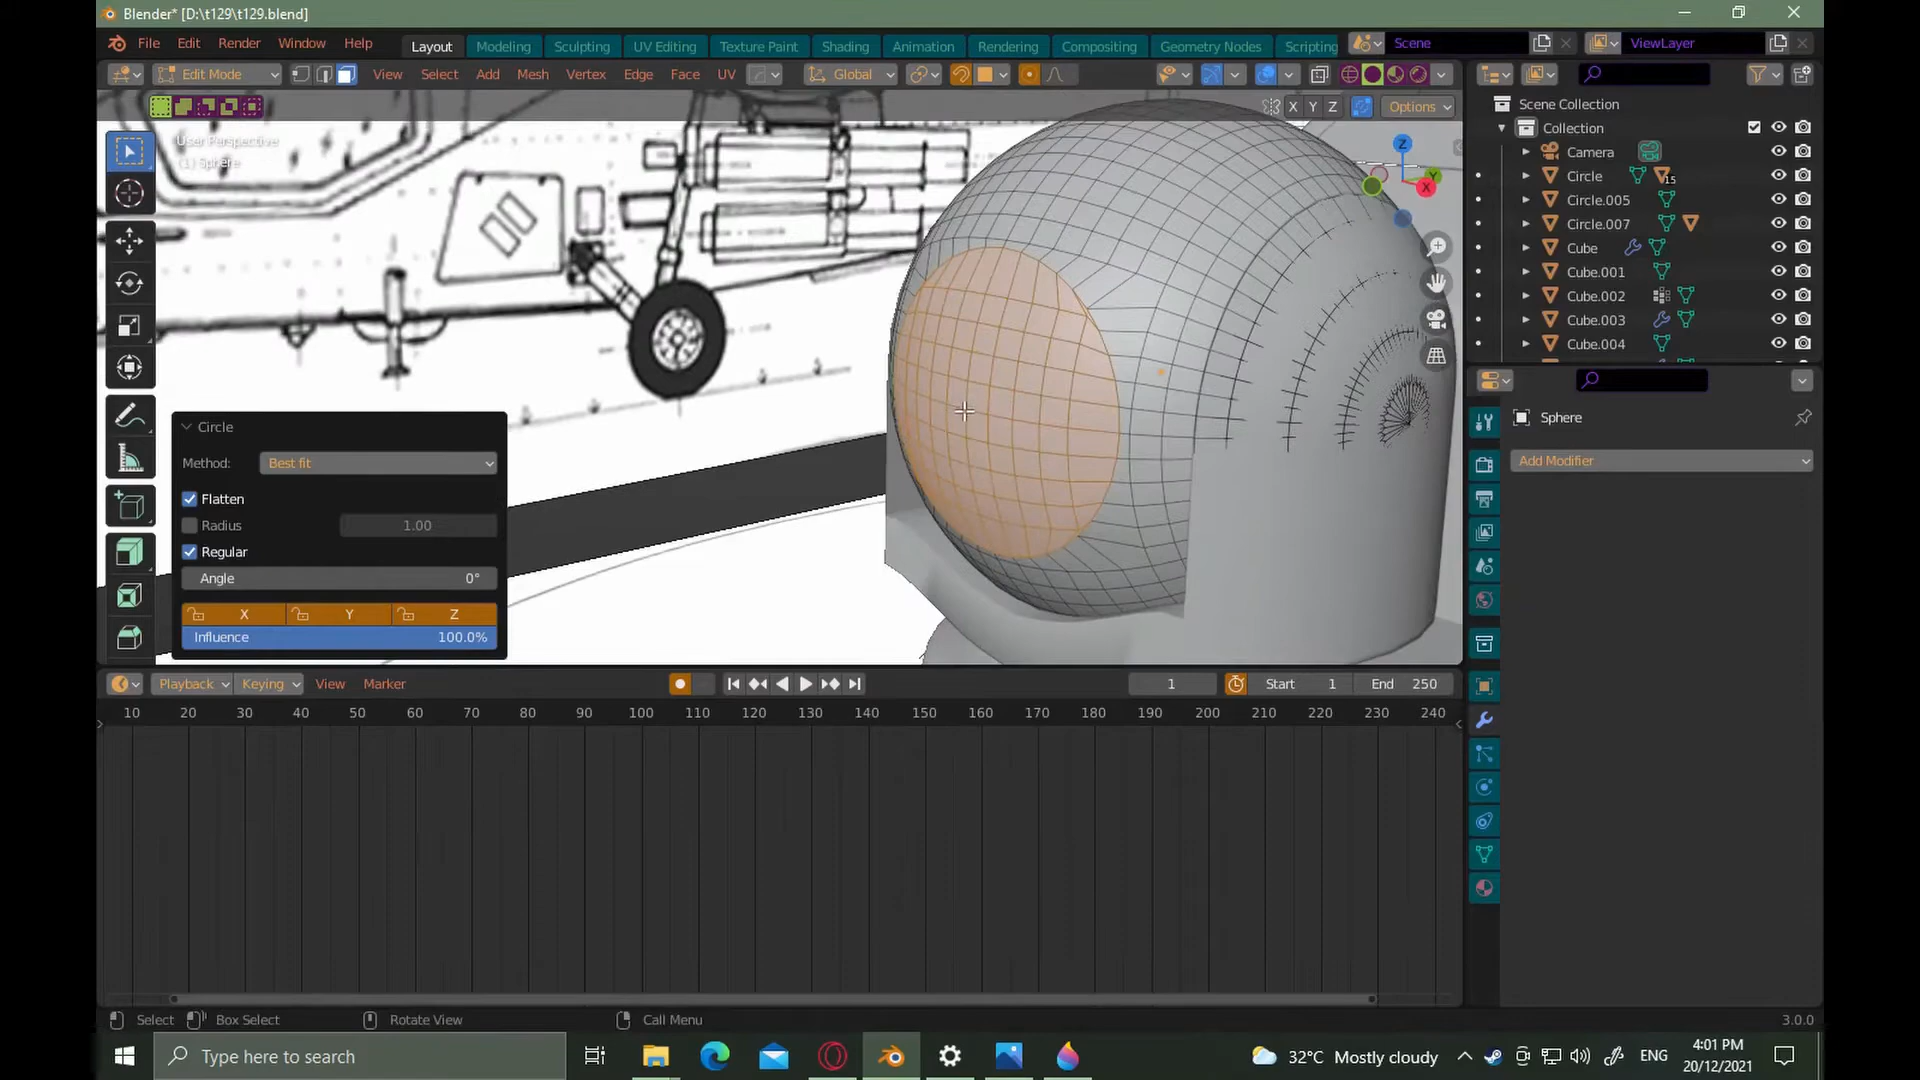 Blender* [D:\t129\t129.blend]
File Edit Render Window Help Layout Modeling Sculpting UV Editing Texture Paint Shading Animation Rendering Compositing Geometry Nodes Scripting Scene ViewLayer
Edit Mode View Select Add Mesh Vertex Edge Face UV Global
X Y Z Options
User Perspective
(1) Sphere
Z
Y
X
Scene Collection
Collection
Camera
Circle 15
Circle.005
Circle.007
Cube
Cube.001
Cube.002
Cube.003
Cube.004
Sphere
Add Modifier
Circle
Method: Best fit
Flatten
Radius 1.00
Regular
Angle 0°
X Y Z
Influence 100.0%
Playback Keying View Marker 1 Start 1 End 250
10 20 30 40 50 60 70 80 90 100 110 120 130 140 150 160 170 180 190 200 210 220 230 240
Select Box Select Rotate View Call Menu 3.0.0
Type here to search 32°C Mostly cloudy ENG 4:01 PM
20/12/2021